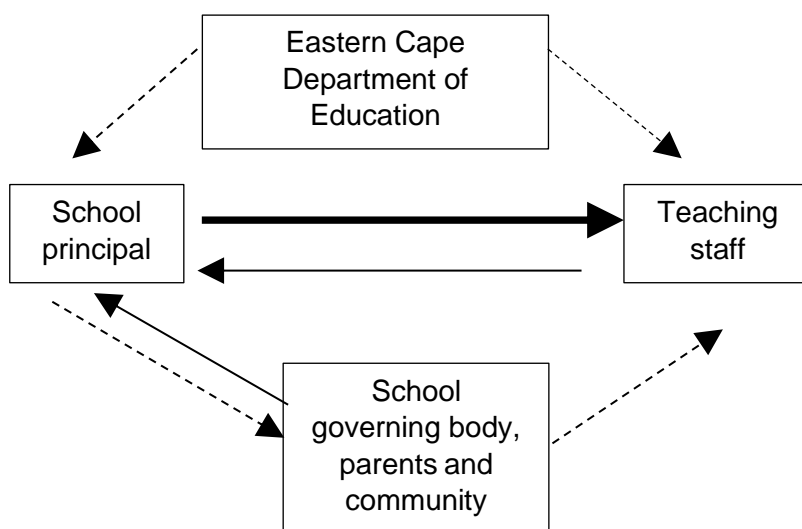 Eastern Cape
Department of
Education
School
principal
Teaching
staff
School
governing body,
parents and
community